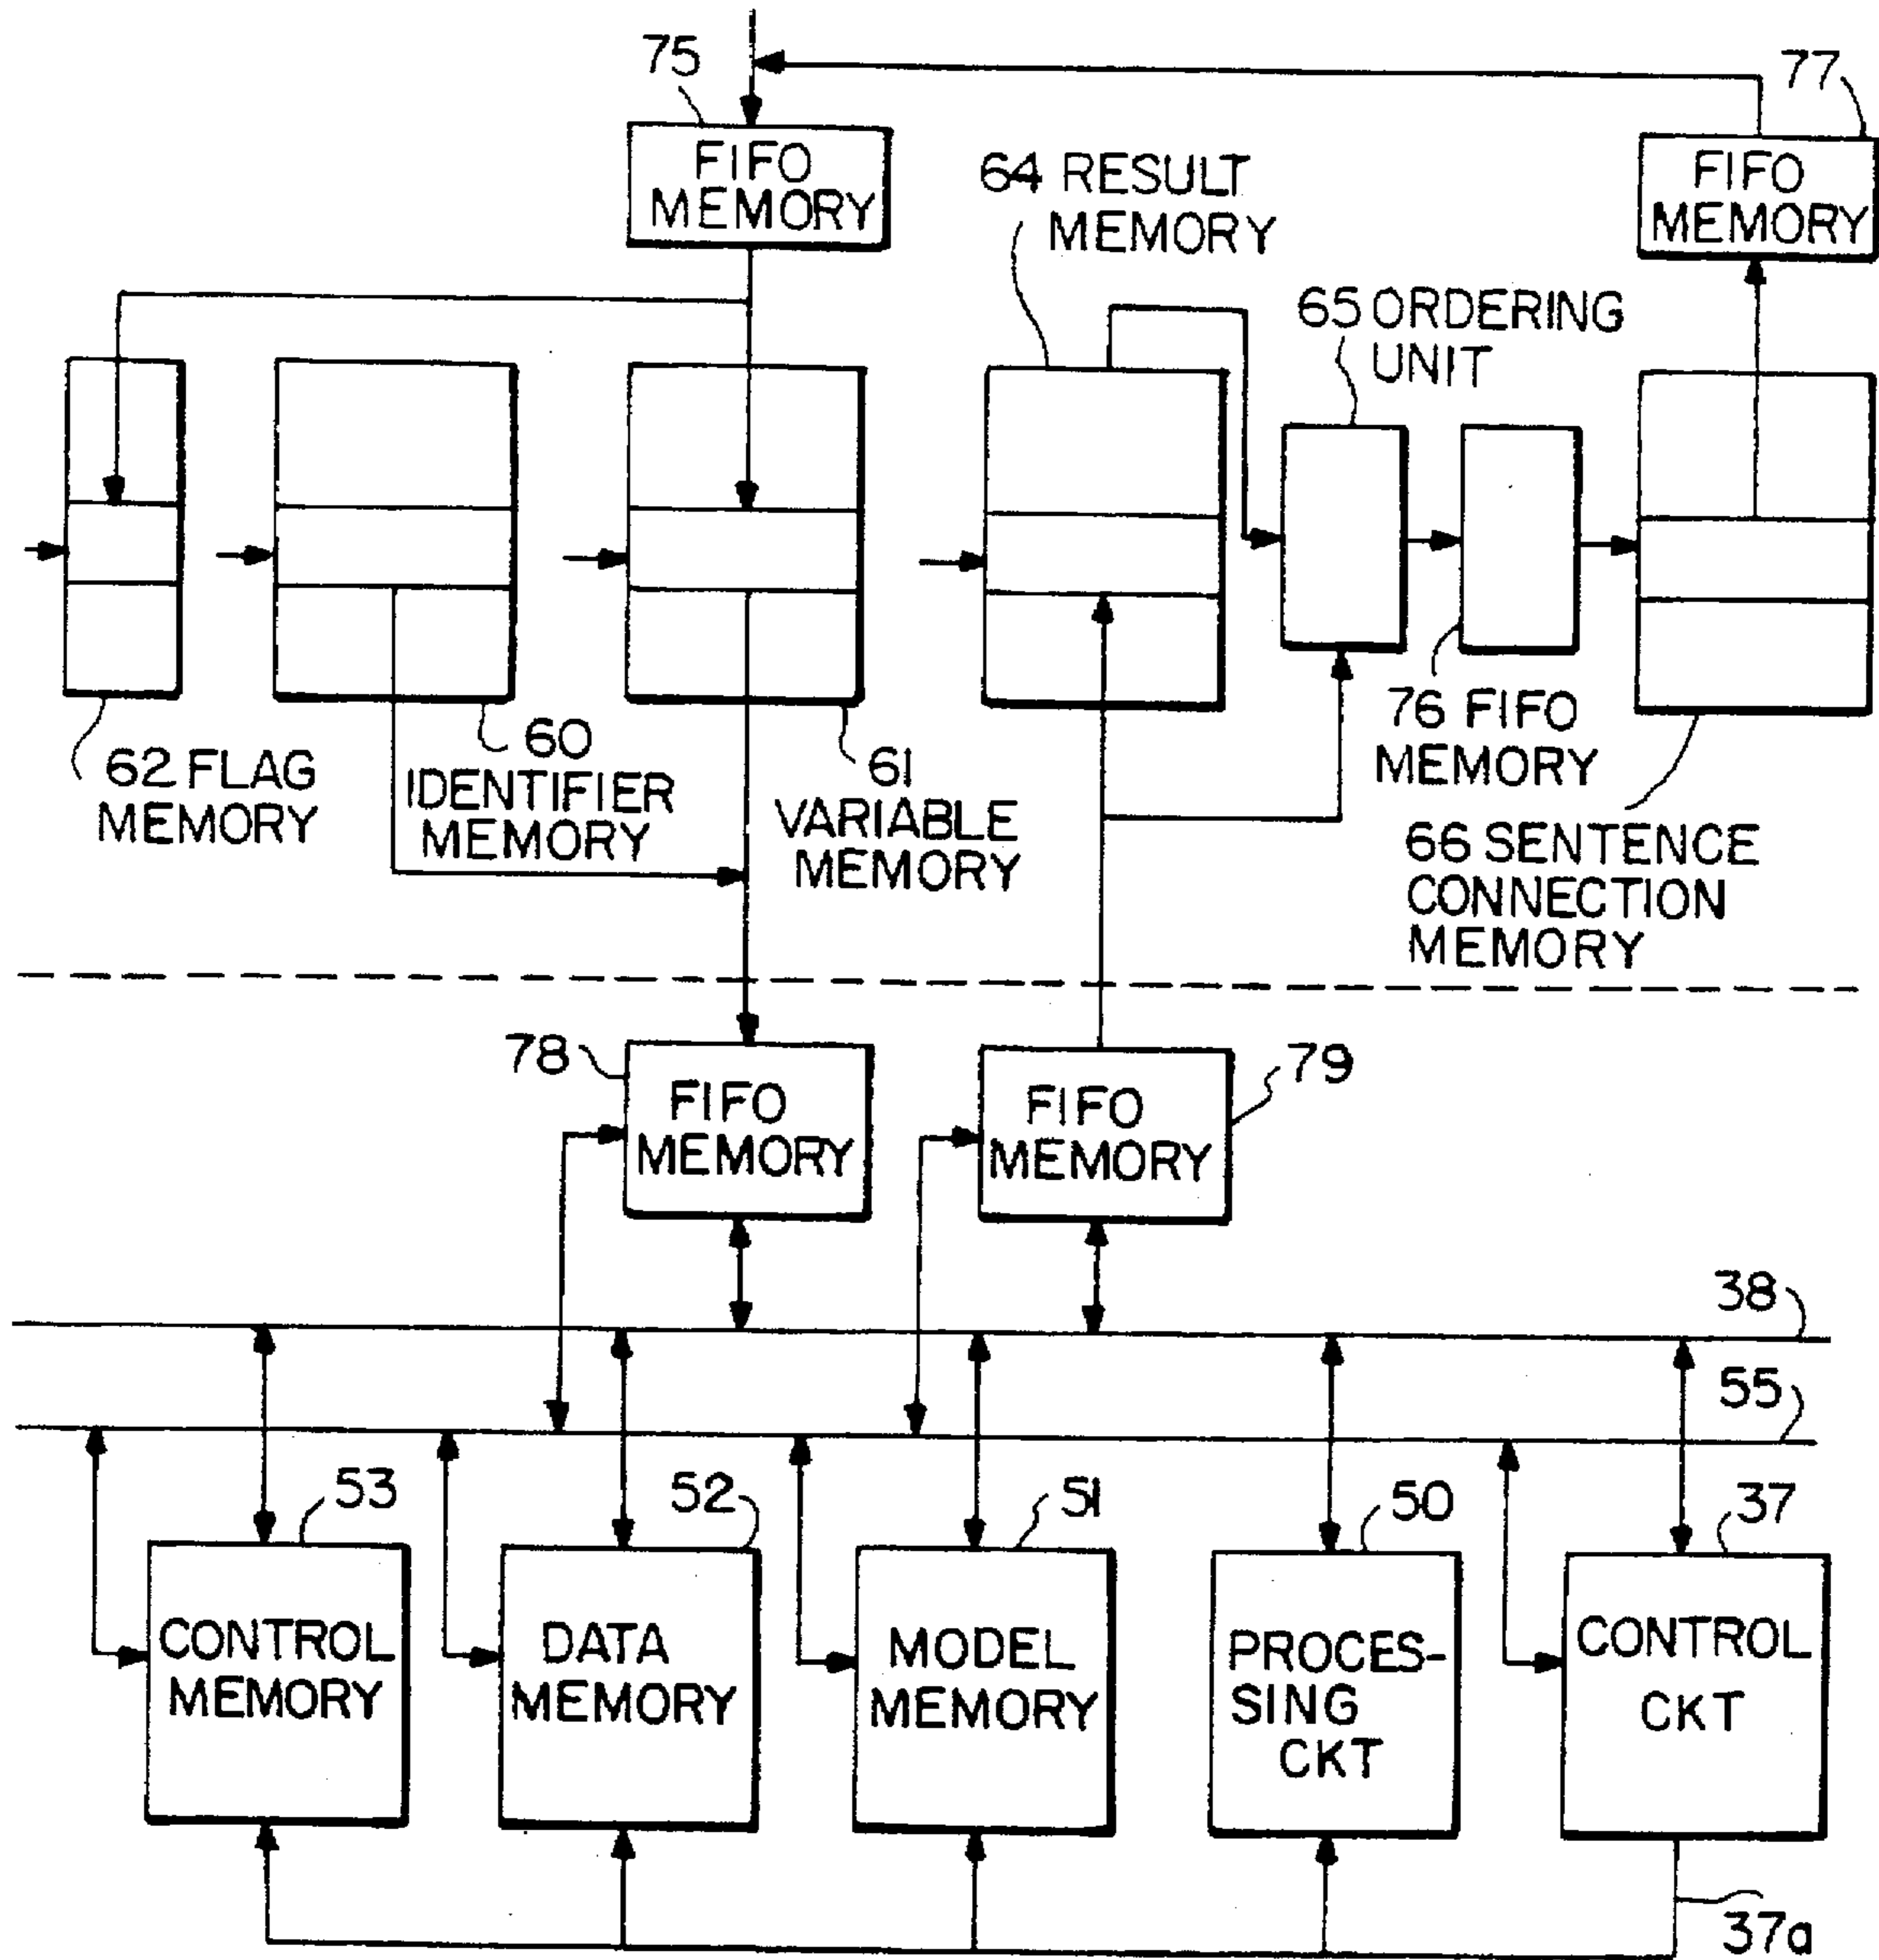 75
77
FIFO
MEMORY
64 RESULT
MEMORY
FIFO
MEMORY
65 ORDERING
UNIT
62 FLAG
MEMORY
60
IDENTIFIER
MEMORY
61
VARIABLE
MEMORY
76 FIFO
MEMORY
66 SENTENCE
CONNECTION
MEMORY
78
FIFO
MEMORY
79
FIFO
MEMORY
38
55
53
52
51
50
37
CONTROL
MEMORY
DATA
MEMORY
MODEL
MEMORY
PROCES-
SING
CKT
CONTROL
CKT
37a